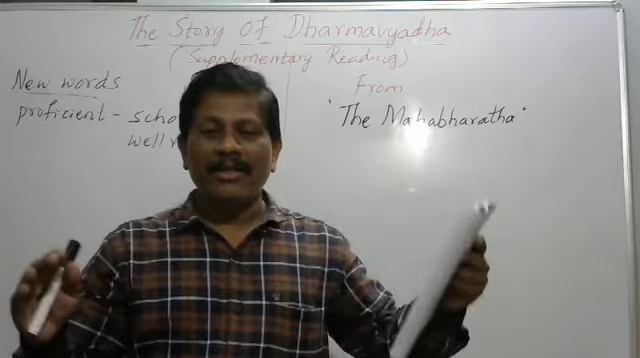 The Story Of Dharmavyadha
(Supplementary Reading)
New words
From
proficient - scho
'The Mahabharatha'
well